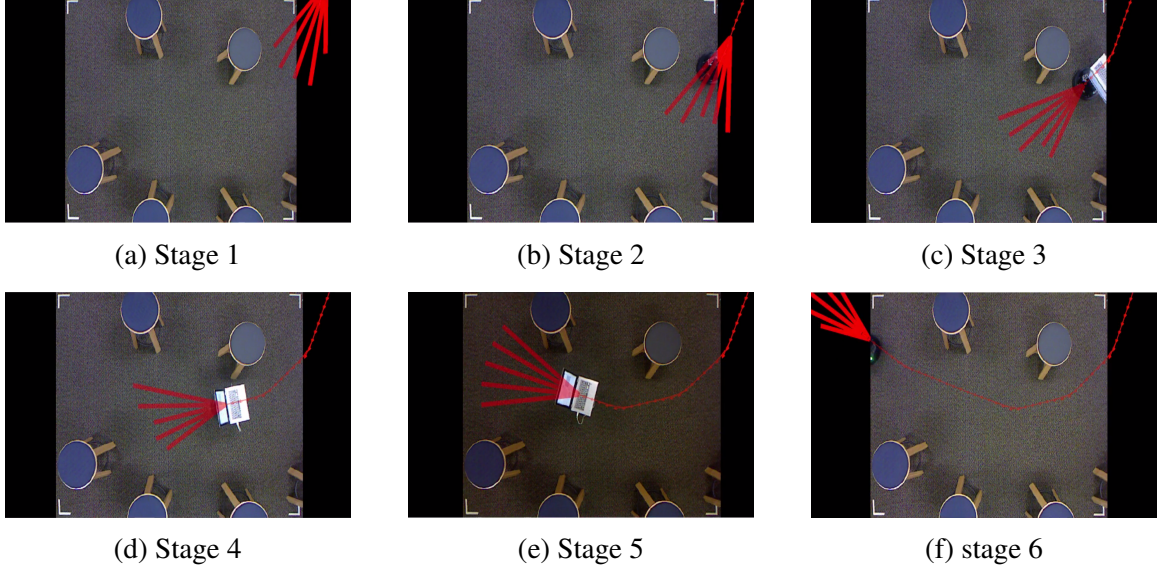 (a) Stage 1
(b) Stage 2
(c) Stage 3
(d) Stage 4
(e) Stage 5
(f) stage 6